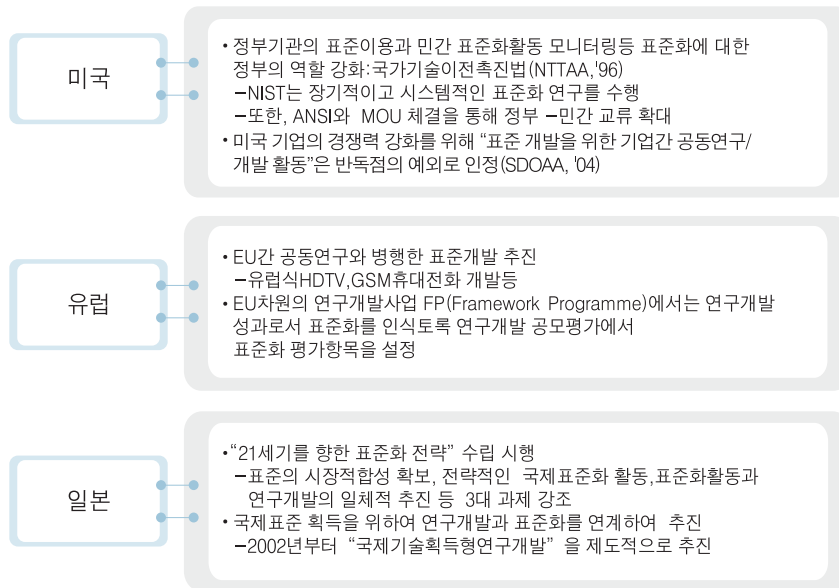 미국
• 정부기관의 표준이용과 민간 표준화활동 모니터링등 표준화에 대한
정부의 역할 강화:국가기술이전촉진법(NTTAA,'96)
–NIST는 장기적이고 시스템적인 표준화 연구를 수행
–또한, ANSI와 MOU 체결을 통해 정부 –민간 교류 확대
• 미국 기업의 경쟁력 강화를 위해 “표준 개발을 위한 기업간 공동연구/
개발 활동”은 반독점의 예외로 인정(SDOAA, '04)
유럽
• EU간 공동연구와 병행한 표준개발 추진
–유럽식HDTV,GSM휴대전화 개발등
• EU차원의 연구개발사업 FP(Framework Programme)에서는 연구개발
성과로서 표준화를 인식토록 연구개발 공모평가에서
표준화 평가항목을 설정
일본
• “21세기를 향한 표준화 전략” 수립 시행
–표준의 시장적합성 확보, 전략적인 국제표준화 활동,표준화활동과
연구개발의 일체적 추진 등 3대 과제 강조
• 국제표준 획득을 위하여 연구개발과 표준화를 연계하여 추진
–2002년부터 “국제기술획득형연구개발” 을 제도적으로 추진